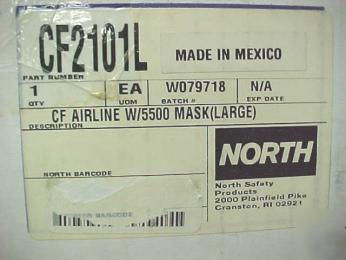 CF2101L
MADE IN MEXICO
PART NUMBER
1 EA W079718 N/A
QTY UOM BATCH # EXP DATE
CF AIRLINE W/5500 MASK(LARGE)
DESCRIPTION
NORTH
NORTH BARCODE
North Safety
Products
2000 Plainfield Pike
Cranston, RI 02921
BARCODE